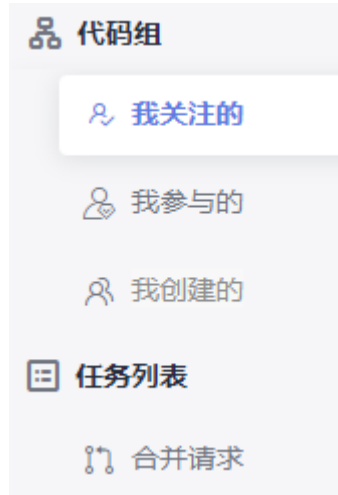 代码组
我关注的
我参与的
我创建的
任务列表
合并请求